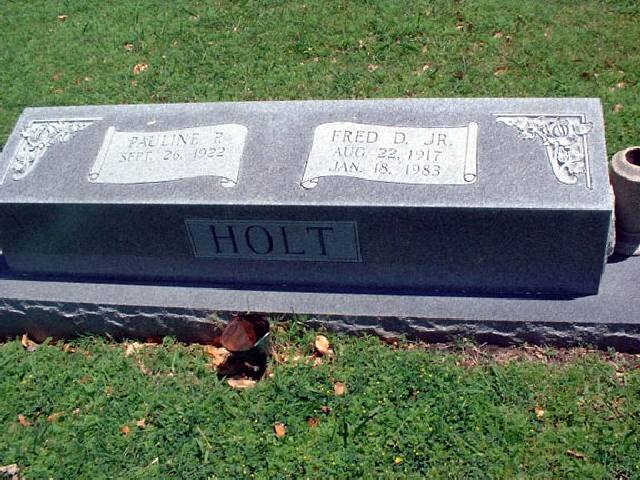 PAULINE P.
SEPT. 26, 1922
FRED D. JR.
AUG. 22, 1917
JAN. 18, 1983
HOLT